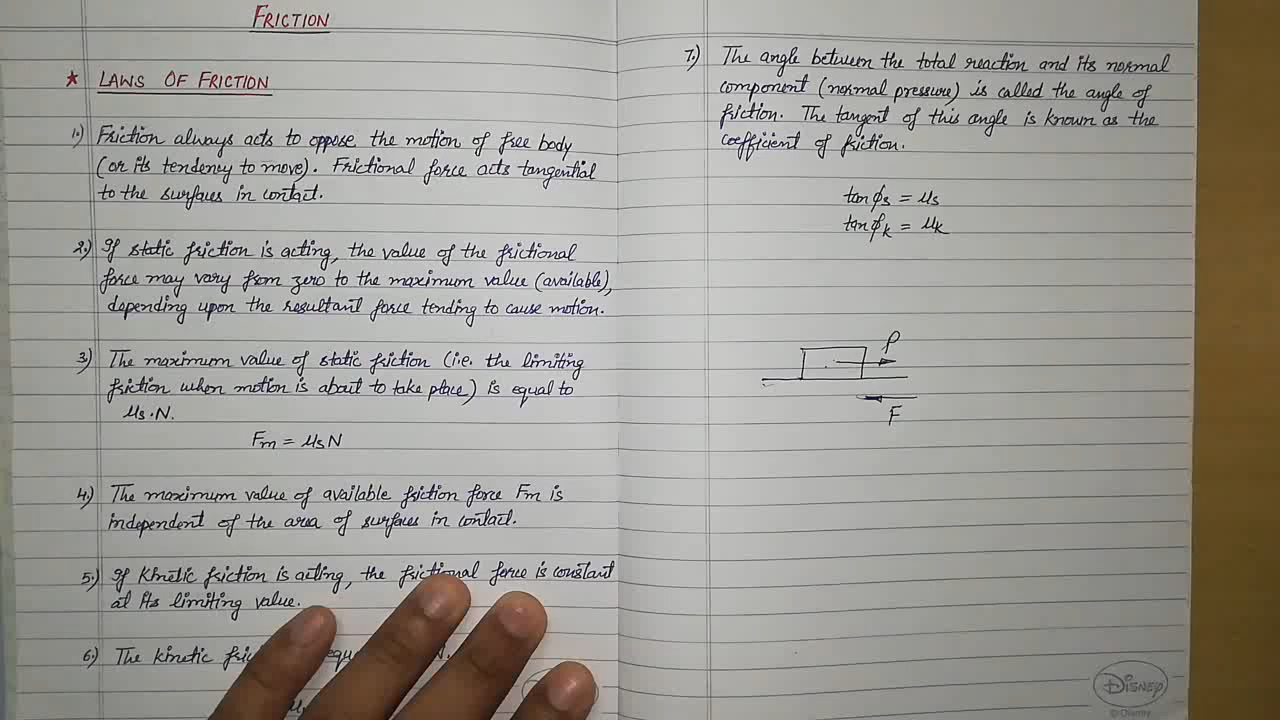 FRICTION
★ LAWS OF FRICTION
1.) Friction always acts to oppose the motion of free body
(or its tendency to move). Frictional force acts tangential
to the surfaces in contact.
2.) If static friction is acting, the value of the frictional
force may vary from zero to the maximum value (available),
depending upon the resultant force tending to cause motion.
3) The maximum value of static friction (i.e. the limiting
friction when motion is about to take place) is equal to
μs.N.
Fm = μsN
4.) The maximum value of available friction force Fm is
independent of the area of surfaces in contact.
5.) If kinetic friction is acting, the frictional force is constant
at its limiting value.
6.) The kinetic
7.) The angle between the total reaction and its normal
component (normal pressure) is called the angle of
friction. The tangent of this angle is known as the
coefficient of friction.
tanϕs = μs
tanϕk = μk
P
F
DISNEY
© Disney